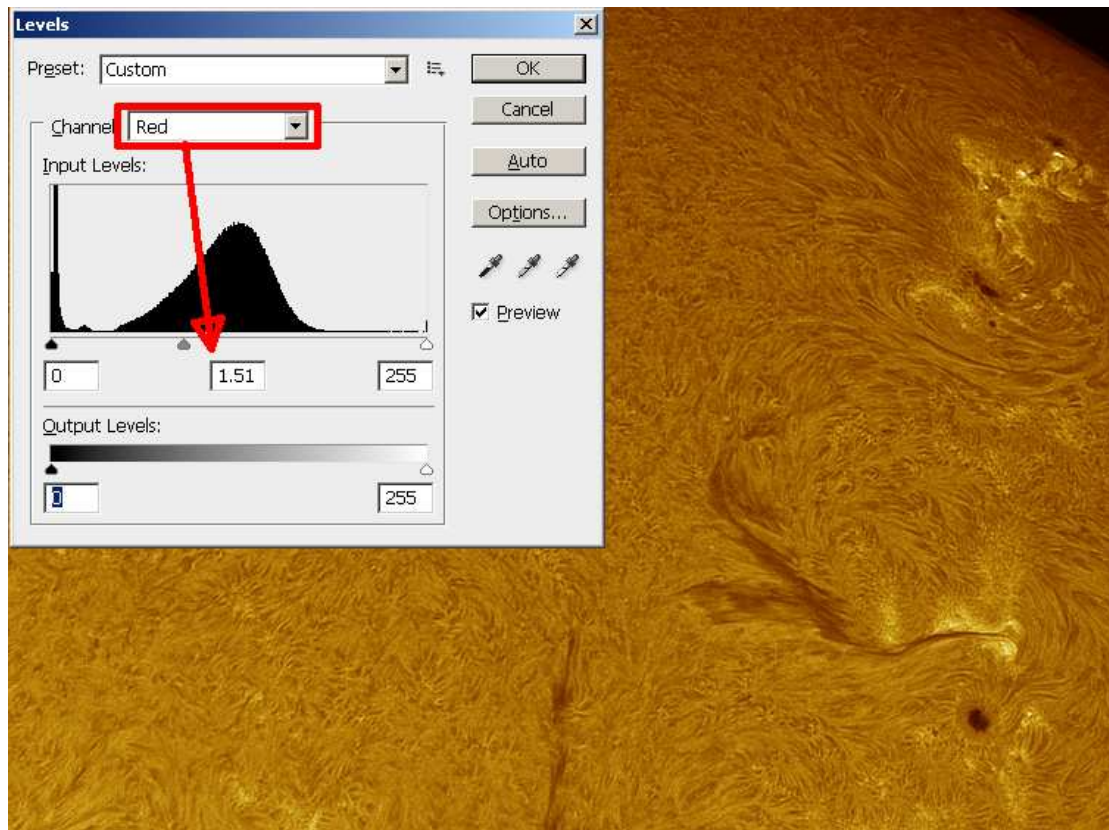 Levels
Preset: Custom
OK
Cancel
Channel Red
Auto
Input Levels:
Options...
Preview
0 1.51 255
Output Levels:
0 255